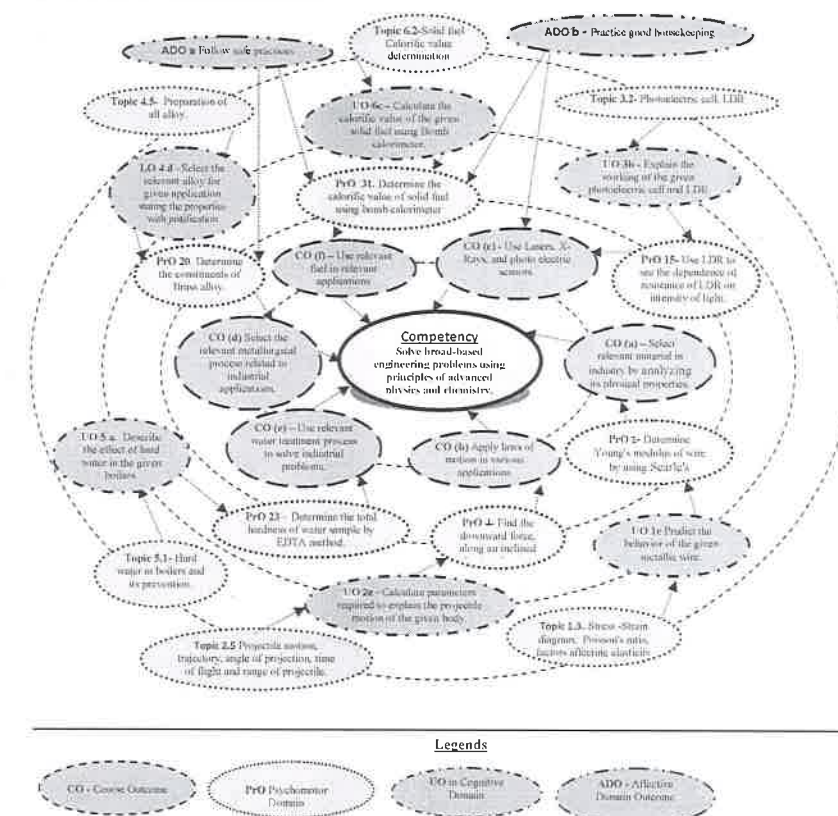 Topic 6.2-Solid fuel
Calorific value
determination
ADO a Follow safe practices
ADO b - Practice good housekeeping
Topic 4.5- Preparation of
all alloy.
UO 6c - Calculate the
calorific value of the given
solid fuel using Bomb
calorimeter.
Topic 3.2- Photoelectric cell, LDR
LO 4.d -Select the
relevant alloy for
given application
stating the properties
with justification
PrO 31. Determine the
calorific value of solid fuel
using bomb-calorimeter
UO 3b - Explain the
working of the given
photoelectric cell and LDR
PrO 20. Determine
the constituents of
Brass alloy.
CO (f) – Use relevant
fuel in relevant
applications
CO (c) - Use Lasers, X-
Rays, and photo electric
sensors.
PrO 15- Use LDR to
see the dependence of
resistance of LDR on
intensity of light.
CO (d) Select the
relevant metallurgical
process related to
industrial
applications.
Competency
Solve broad-based
engineering problems using
principles of advanced
physics and chemistry.
CO (a) – Select
relevant material in
industry by analyzing
its physical properties.
UO 5 a. Describe
the effect of hard
water in the given
boilers.
CO (e) – Use relevant
water treatment process
to solve industrial
problems.
CO (b) Apply laws of
motion in various
applications
PrO 2- Determine
Young's modulus of wire
by using Searle's
PrO 23 – Determine the total
hardness of water sample by
EDTA method.
PrO 4- Find the
downward force,
along an inclined
UO 1c Predict the
behavior of the given
metallic wire.
Topic 5.1- Hard
water in boilers and
its prevention.
UO 2e - Calculate parameters
required to explain the projectile
motion of the given body.
Topic 2.5 Projectile motion,
trajectory, angle of projection, time
of flight and range of projectile.
Topic 1.3. Stress -Strain
diagram, Poisson's ratio,
factors affecting elasticity
Legends
CO - Course Outcome
PrO Psychomotor
Domain
UO in Cognitive
Domain
ADO - Affective
Domain Outcome